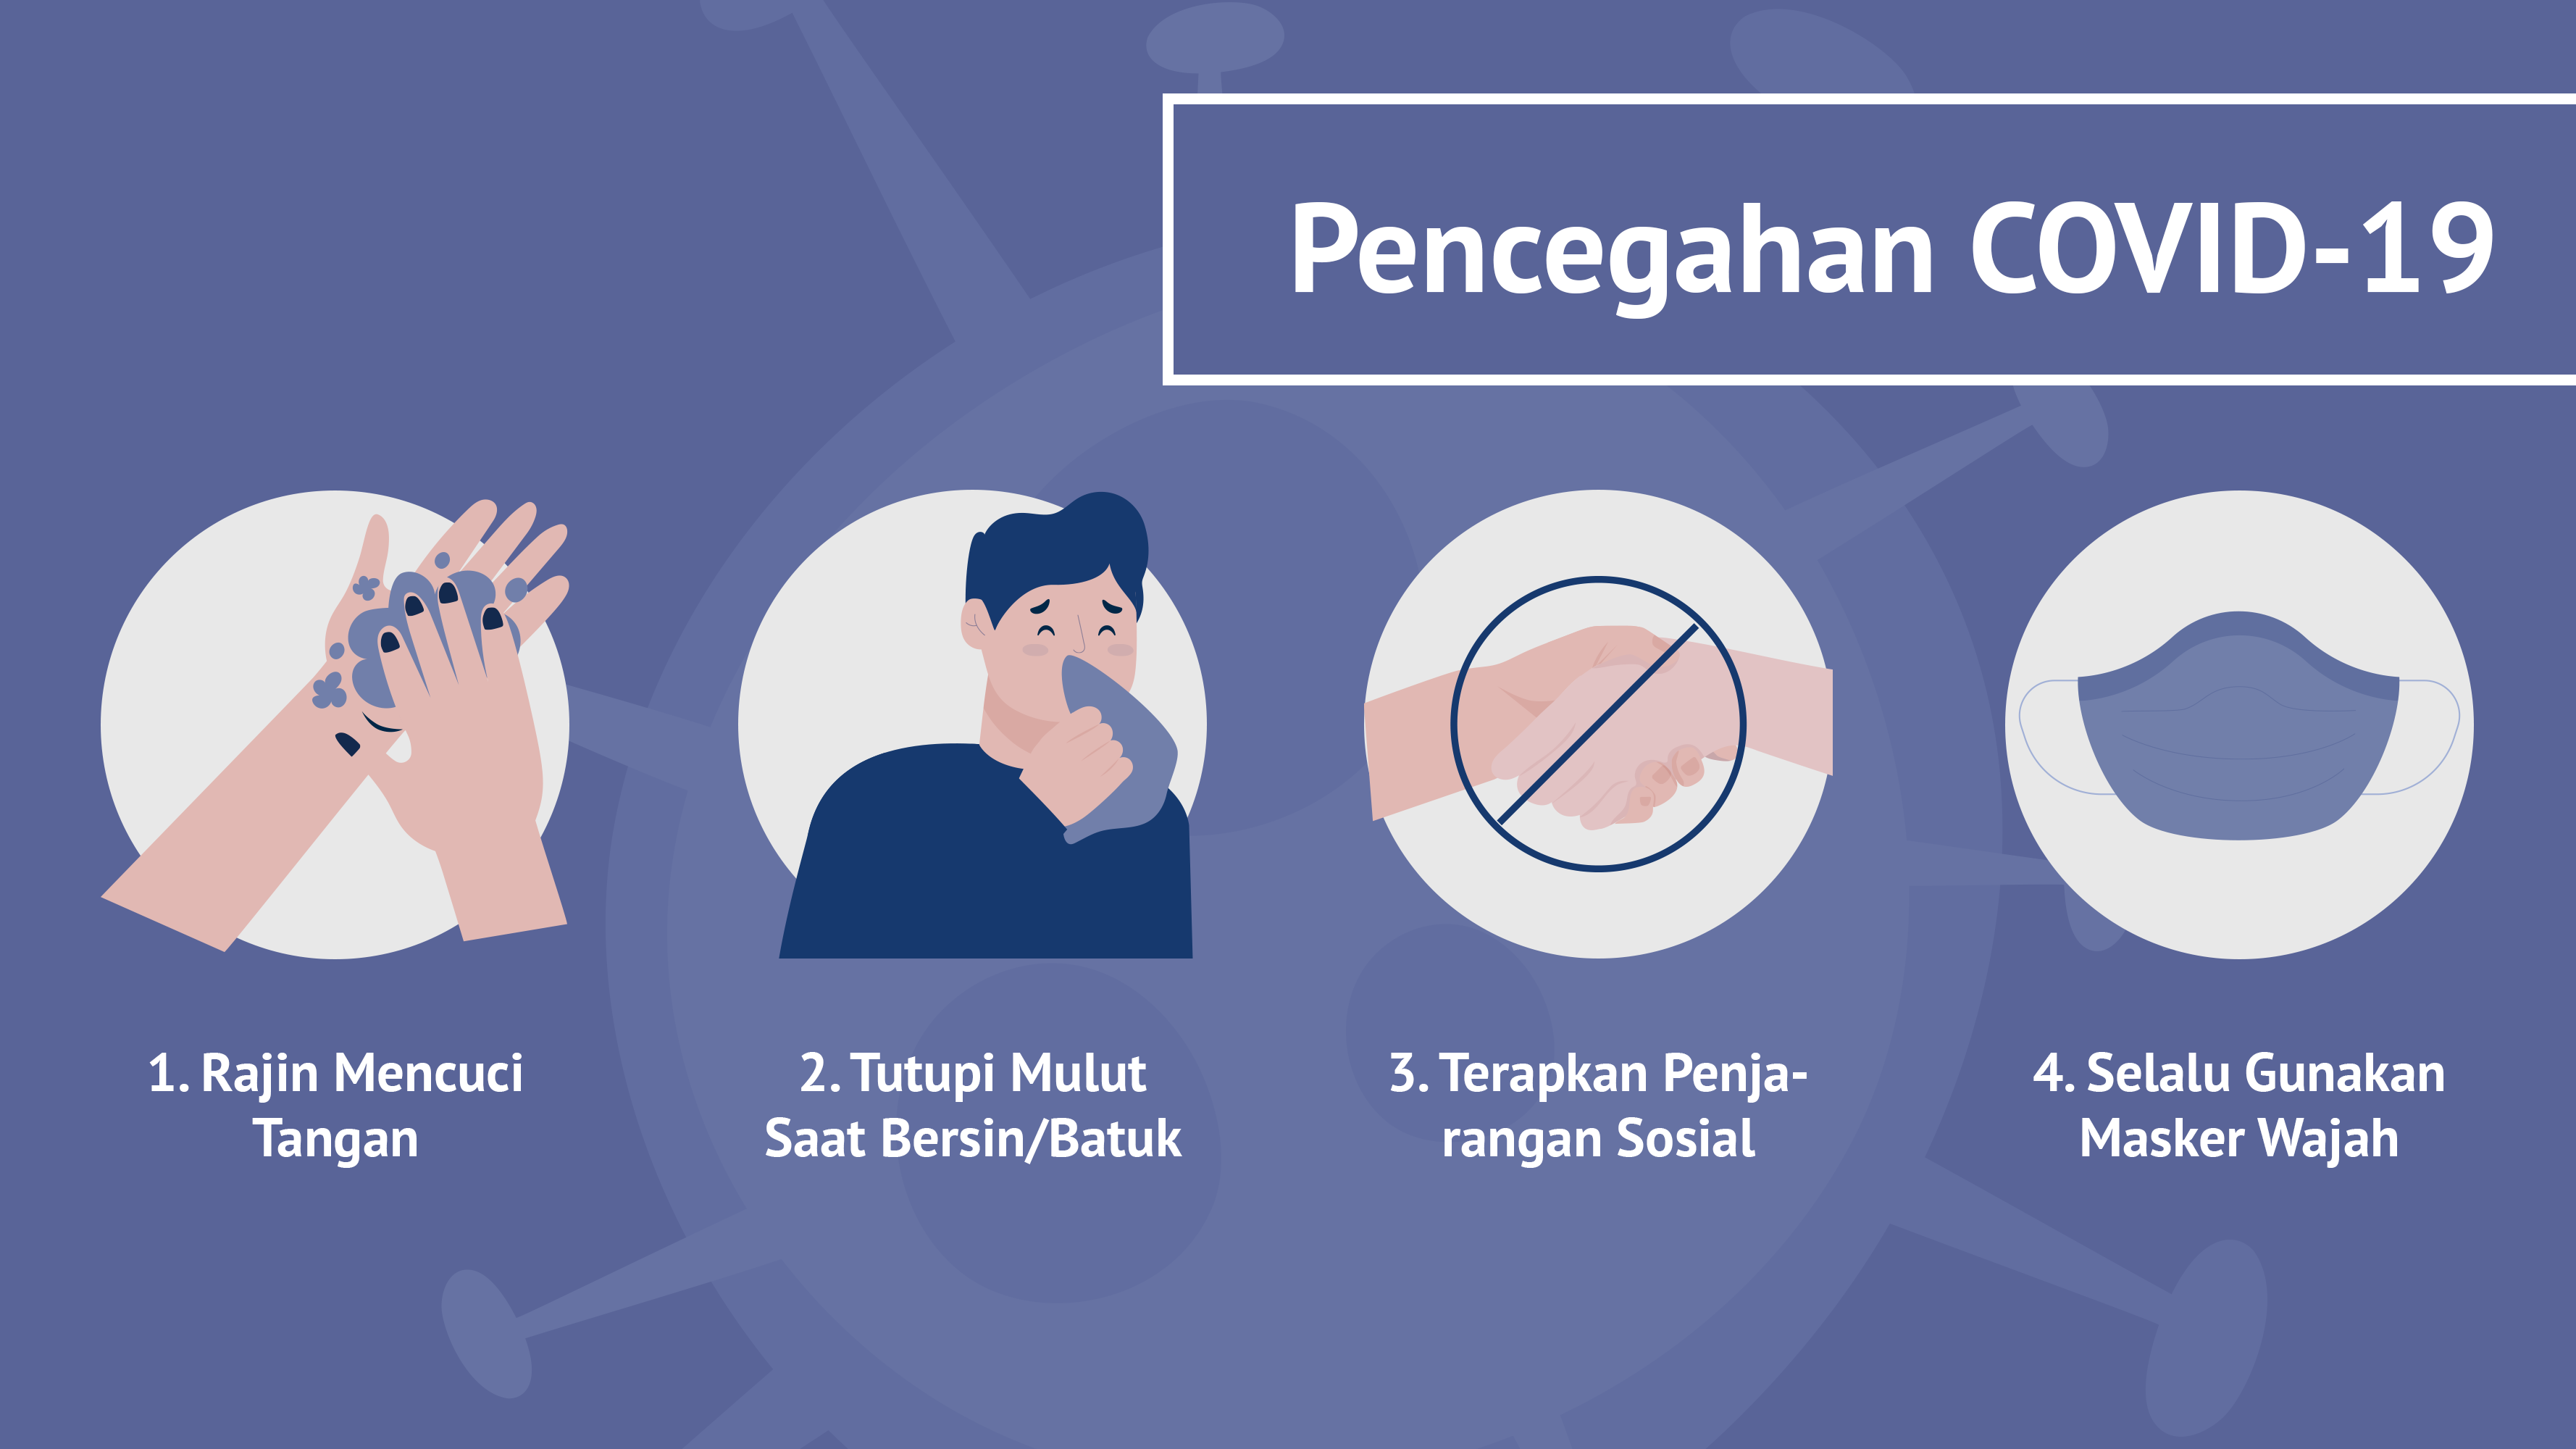 Pencegahan COVID-19
1. Rajin Mencuci
Tangan
2. Tutupi Mulut
Saat Bersin/Batuk
3. Terapkan Penja-
rangan Sosial
4. Selalu Gunakan
Masker Wajah